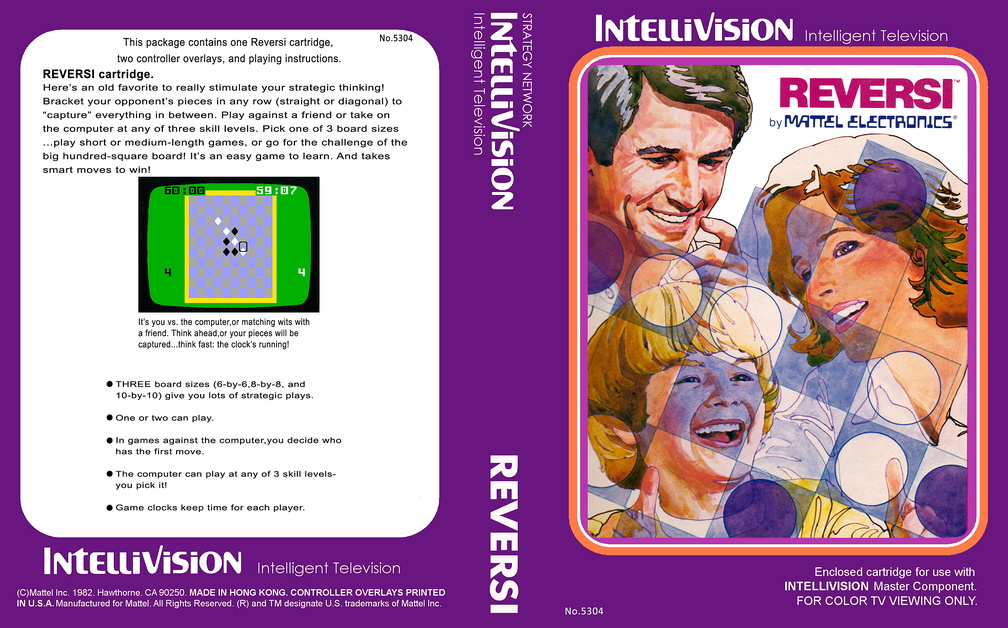 This package contains one Reversi cartridge,
No.5304
two controller overlays, and playing instructions.
REVERSI cartridge.
Here's an old favorite to really stimulate your strategic thinking!
Bracket your opponent's pieces in any row (straight or diagonal) to
"capture" everything in between. Play against a friend or take on
the computer at any of three skill levels. Pick one of 3 board sizes
...play short or medium-length games, or go for the challenge of the
big hundred-square board! It's an easy game to learn. And takes
smart moves to win!
60:00 59:07
4 4
It's you vs. the computer,or matching wits with
a friend. Think ahead,or your pieces will be
captured...think fast: the clock's running!
● THREE board sizes (6-by-6,8-by-8, and
10-by-10) give you lots of strategic plays.
● One or two can play.
● In games against the computer,you decide who
has the first move.
● The computer can play at any of 3 skill levels-
you pick it!
● Game clocks keep time for each player.
INTELLIVISION Intelligent Television
(C)Mattel Inc. 1982. Hawthorne. CA 90250. MADE IN HONG KONG. CONTROLLER OVERLAYS PRINTED
IN U.S.A. Manufactured for Mattel. All Rights Reserved. (R) and TM designate U.S. trademarks of Mattel Inc.
STRATEGY NETWORK
INTELLIVISION
Intelligent Television
REVERSI
INTELLIVISION Intelligent Television
REVERSI™
by MATTEL ELECTRONICS®
Enclosed cartridge for use with
INTELLIVISION Master Component.
FOR COLOR TV VIEWING ONLY.
No.5304